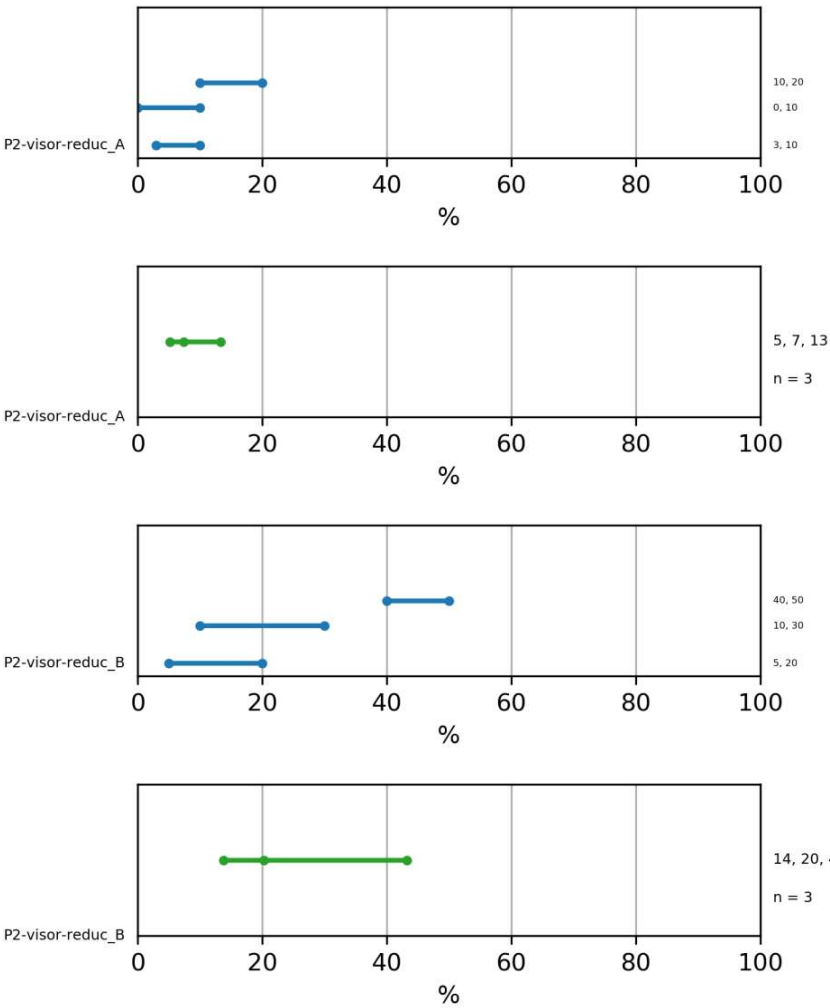 10, 20
0, 10
P2-visor-reduc_A 3, 10
0 20 40 60 80 100
%
5, 7, 13
n = 3
P2-visor-reduc_A
0 20 40 60 80 100
%
40, 50
10, 30
P2-visor-reduc_B 5, 20
0 20 40 60 80 100
%
14, 20,
n = 3
P2-visor-reduc_B
0 20 40 60 80 100
%